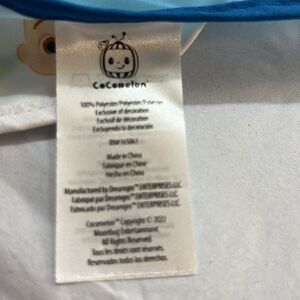 CoComelon
100% Polyester/Polyester/Poliéster
Exclusive of decoration
Exclusif de décoration
Excluyendo la decoración
RN# 165063
Made in China
Fabriqué en Chine
Hecho en China
Manufactured by Dreamgro™ ENTERPRISES LLC.
Fabriqué par Dreamgro™ ENTERPRISES LLC.
Fabricado por Dreamgro™ ENTERPRISES LLC.
Cocomelon™ Copyright © 2022
Moonbug Entertainment
All Rights Reserved
Tous les droits sont réservés.
Reservados todos los derechos.